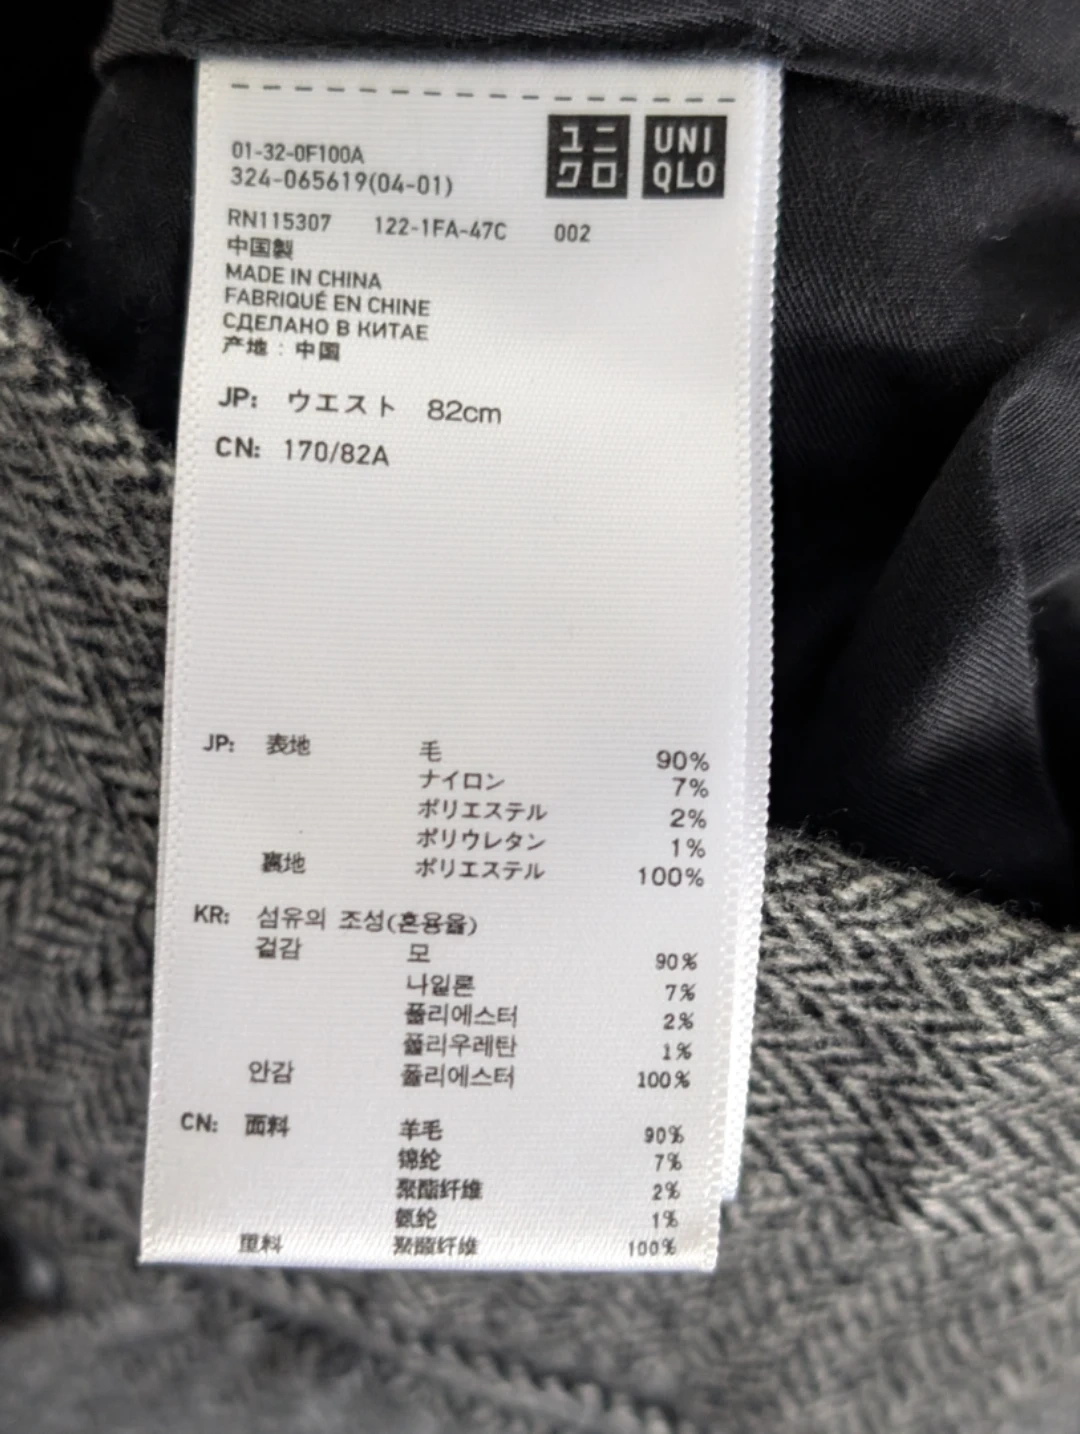 ユニクロ UNIQLO
01-32-0F100A
324-065619(04-01)
RN115307 122-1FA-47C 002
中国製
MADE IN CHINA
FABRIQUÉ EN CHINE
СДЕЛАНО В КИТАЕ
产地：中国
JP: ウエスト 82cm
CN: 170/82A
JP: 表地 毛 90%
ナイロン 7%
ポリエステル 2%
ポリウレタン 1%
裏地 ポリエステル 100%
KR: 섬유의 조성(혼용율)
겉감 모 90%
나일론 7%
폴리에스터 2%
폴리우레탄 1%
안감 폴리에스터 100%
CN: 面料 羊毛 90%
锦纶 7%
聚酯纤维 2%
氨纶 1%
里料 聚酯纤维 100%